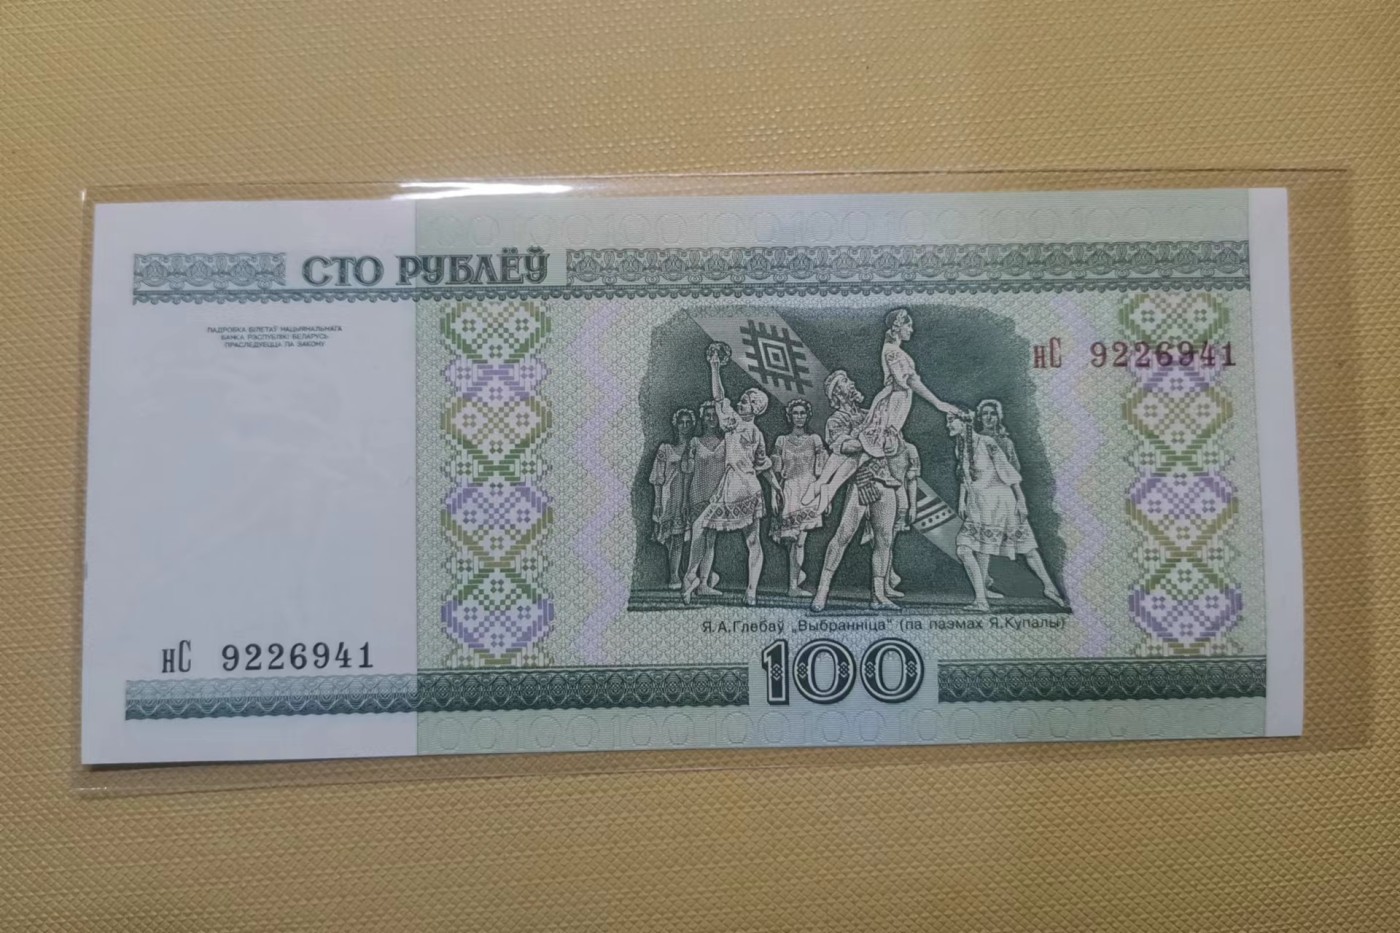 СТО РУБЛЁЎ
ПАДРОБКА БІЛЕТАЎ НАЦЫЯНАЛЬНАГА
БАНКА РЭСПУБЛІКІ БЕЛАРУСЬ
ПРАСЛЕДУЕЦЦА ПА ЗАКОНУ
нС 9226941
Я.А.Глебаў „Выбранніца“ (па паэмах Я.Купалы)
нС 9226941
100